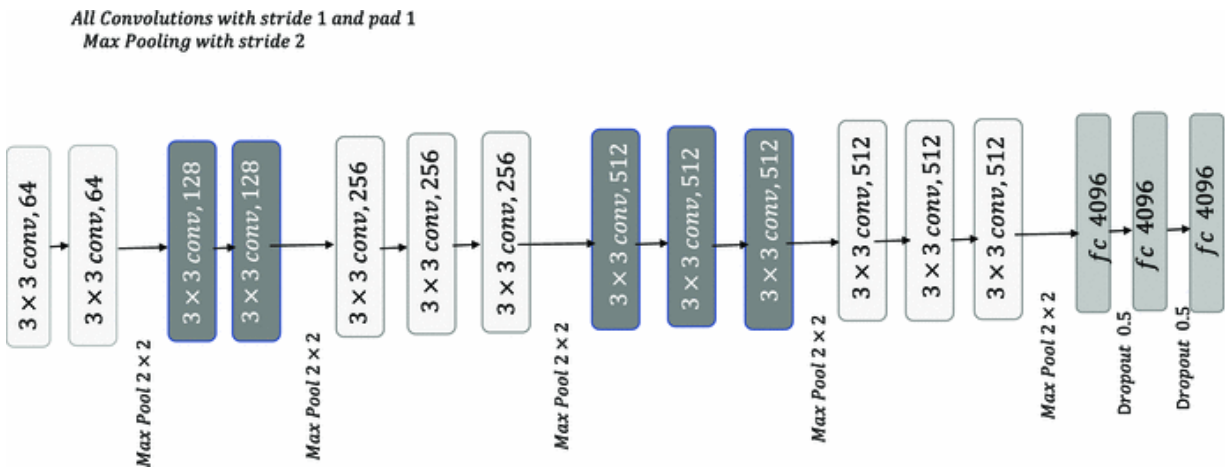 All Convolutions with stride 1 and pad 1
Max Pooling with stride 2
3 × 3 conv, 64
3 × 3 conv, 64
Max Pool 2 × 2
3 × 3 conv, 128
3 × 3 conv, 128
Max Pool 2 × 2
3 × 3 conv, 256
3 × 3 conv, 256
3 × 3 conv, 256
Max Pool 2 × 2
3 × 3 conv, 512
3 × 3 conv, 512
3 × 3 conv, 512
Max Pool 2 × 2
3 × 3 conv, 512
3 × 3 conv, 512
3 × 3 conv, 512
Max Pool 2 × 2
fc 4096
Dropout 0.5
fc 4096
Dropout 0.5
fc 4096